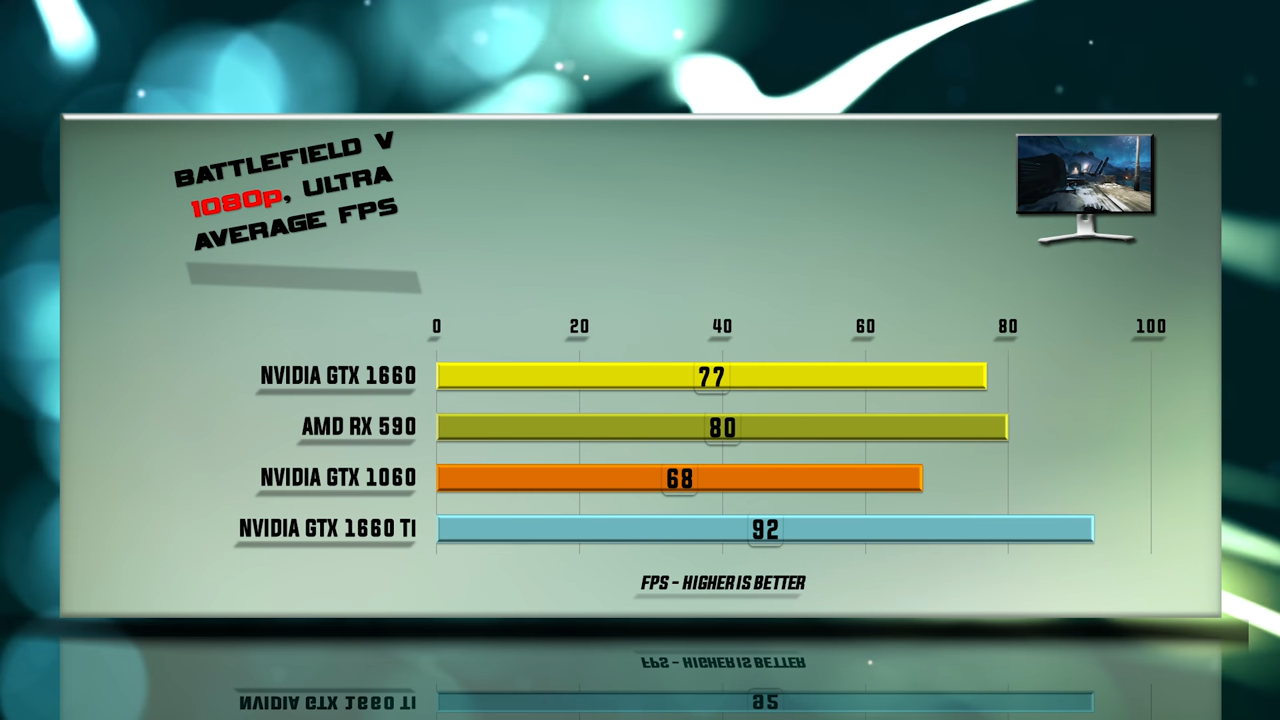 BATTLEFIELD V
1080p, ULTRA
AVERAGE FPS
0 20 40 60 80 100
NVIDIA GTX 1660 77
AMD RX 590 80
NVIDIA GTX 1060 68
NVIDIA GTX 1660 TI 92
FPS - HIGHER IS BETTER